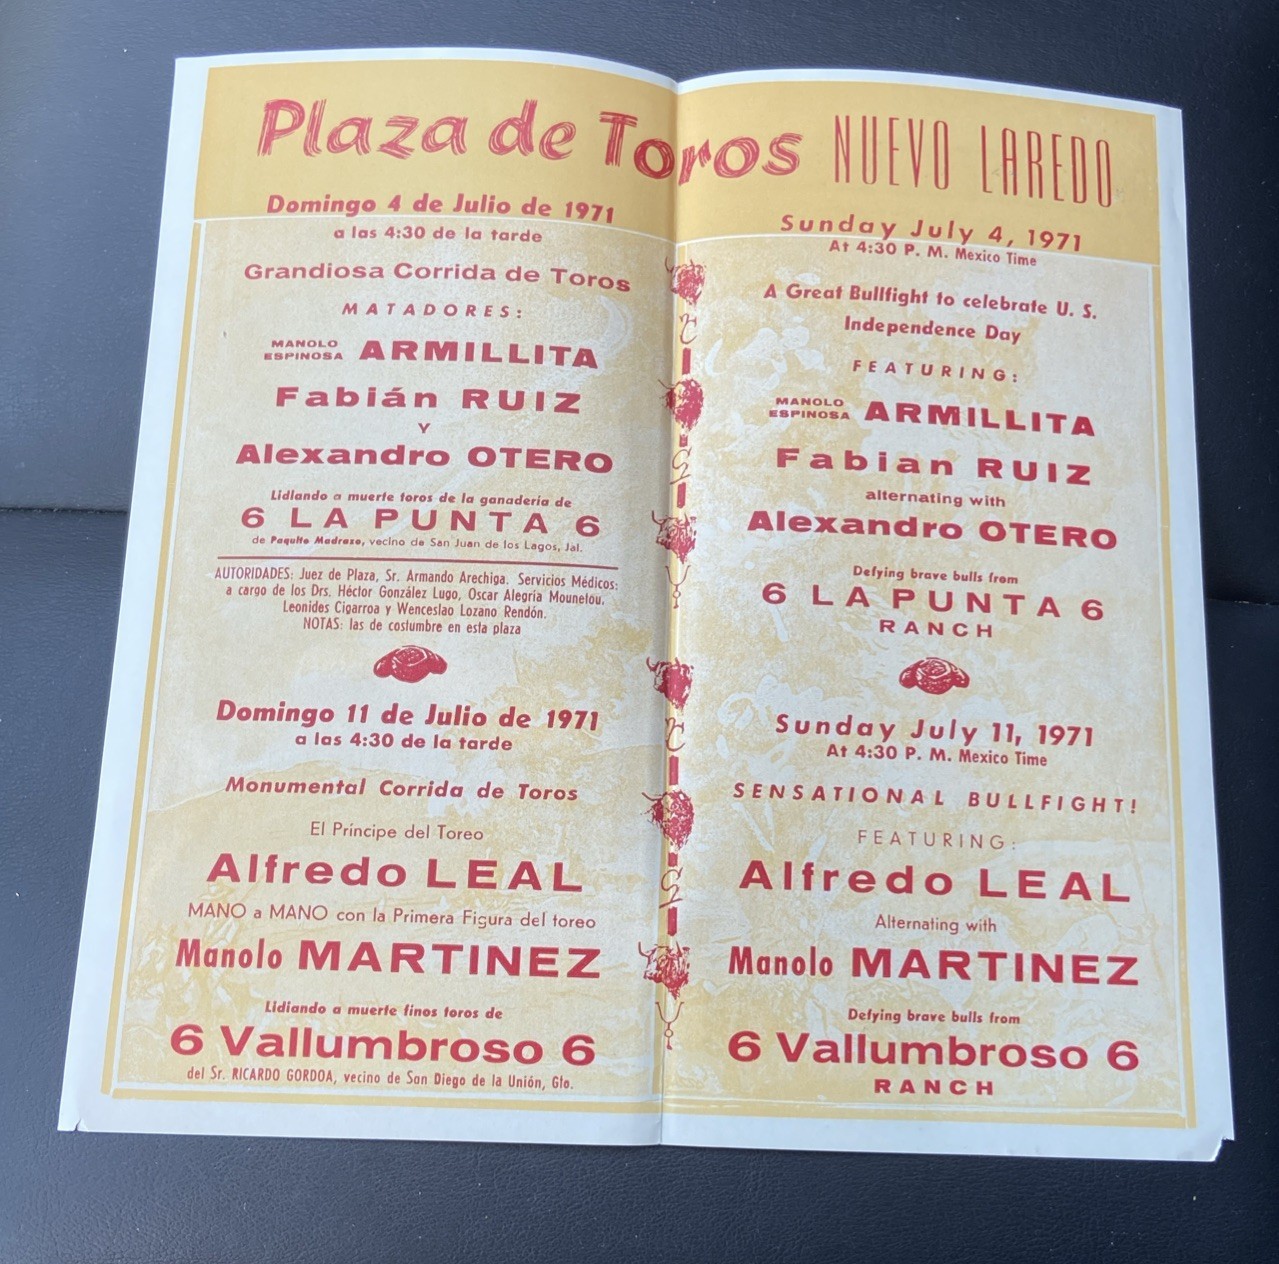 Plaza de Toros NUEVO LAREDO
Domingo 4 de Julio de 1971
a las 4:30 de la tarde
Grandiosa Corrida de Toros
MATADORES:
MANOLO ESPINOSA ARMILLITA
Fabián RUIZ
Y
Alexandro OTERO
Lidiando a muerte toros de la ganadería de
6 LA PUNTA 6
de Paquito Madrazo, vecino de San Juan de los Lagos, Jal.
AUTORIDADES: Juez de Plaza, Sr. Armando Arechiga. Servicios Médicos:
a cargo de los Drs. Héctor González Lugo, Oscar Alegría Mounetou,
Leonides Cigarroa y Wenceslao Lozano Rendón.
NOTAS: las de costumbre en esta plaza
Domingo 11 de Julio de 1971
a las 4:30 de la tarde
Monumental Corrida de Toros
El Príncipe del Toreo
Alfredo LEAL
MANO a MANO con la Primera Figura del toreo
Manolo MARTINEZ
Lidiando a muerte finos toros de
6 Vallumbroso 6
del Sr. RICARDO GORDOA, vecino de San Diego de la Unión, Gto.
Sunday July 4, 1971
At 4:30 P. M. Mexico Time
A Great Bullfight to celebrate U. S.
Independence Day
FEATURING:
MANOLO ESPINOSA ARMILLITA
Fabian RUIZ
alternating with
Alexandro OTERO
Defying brave bulls from
6 LA PUNTA 6
RANCH
Sunday July 11, 1971
At 4:30 P. M. Mexico Time
SENSATIONAL BULLFIGHT!
FEATURING:
Alfredo LEAL
Alternating with
Manolo MARTINEZ
Defying brave bulls from
6 Vallumbroso 6
RANCH